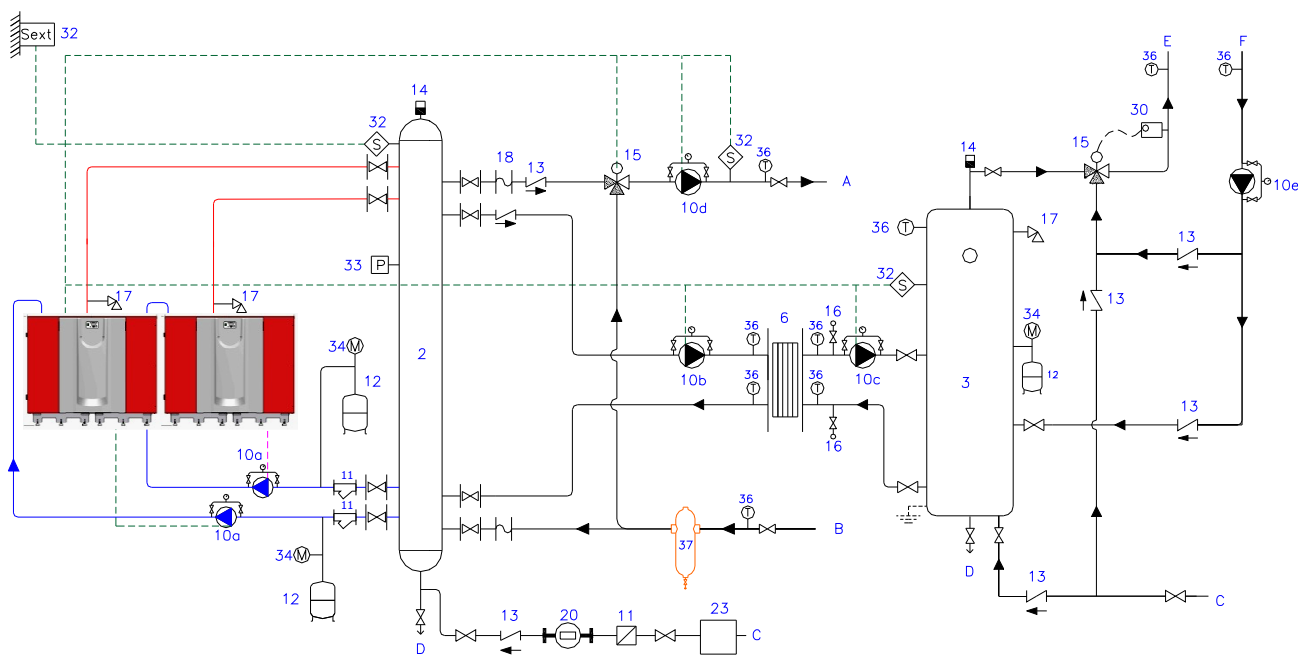 Sext 32
E F
36 36
14
30
32 18 13 15 32 36
S S
T T T
15
14
10e
A
10d
36 T
17
13
33 P
32 S
17 17
13
16
6
36 T
36 T
34 M
34 M
2
10b
10c
3
12
12
36 T
36 T
13
16
10a
11
11
10a
36 T
B
37
34 M
D
12
13
13 20 11 23
C
C
D